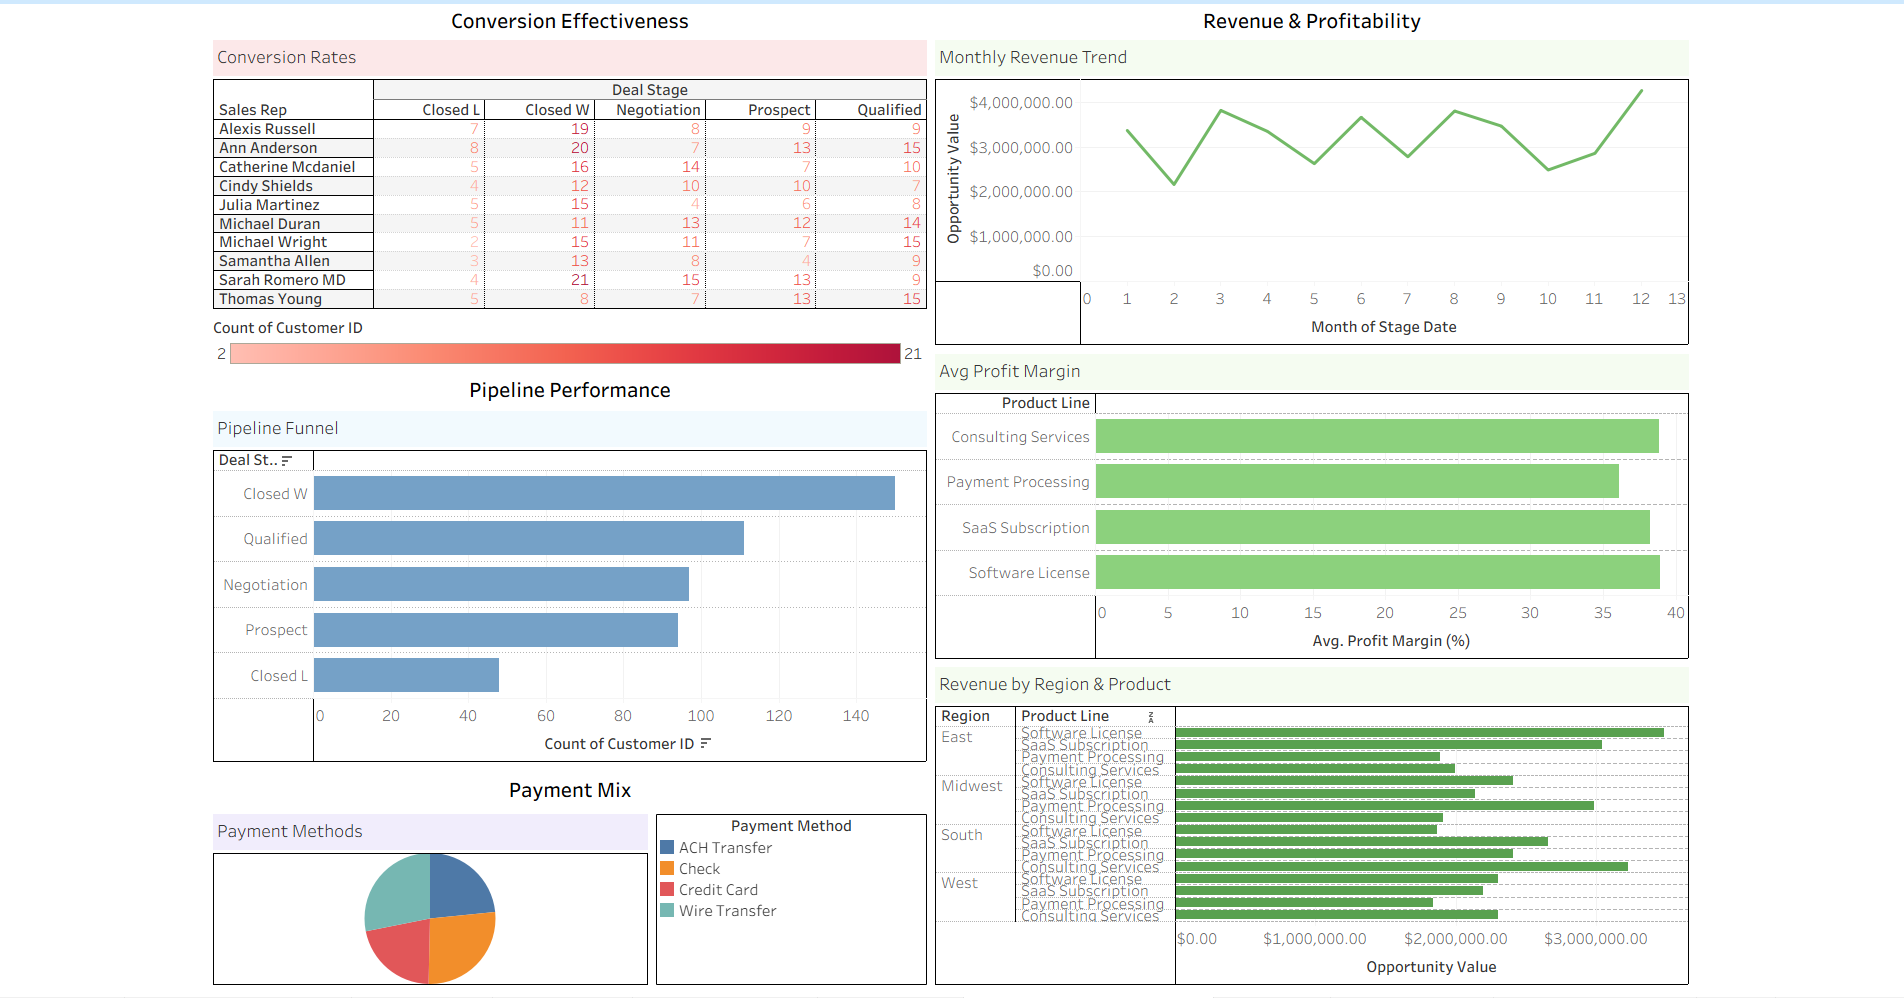 Conversion Effectiveness
Conversion Rates
Deal Stage
Sales Rep Closed L Closed W Negotiation Prospect Qualified
Alexis Russell 7 19 8 9 9
Ann Anderson 8 20 7 13 15
Catherine Mcdaniel 5 16 14 7 10
Cindy Shields 4 12 10 10 7
Julia Martinez 5 15 4 6 8
Michael Duran 5 11 13 12 14
Michael Wright 2 15 11 7 15
Samantha Allen 3 13 8 4 9
Sarah Romero MD 4 21 15 13 9
Thomas Young 5 8 7 13 15
Count of Customer ID
2 21
Pipeline Performance
Pipeline Funnel
Deal St..
Closed W
Qualified
Negotiation
Prospect
Closed L
0 20 40 60 80 100 120 140
Count of Customer ID
Payment Mix
Payment Methods
Payment Method
ACH Transfer
Check
Credit Card
Wire Transfer
Revenue & Profitability
Monthly Revenue Trend
Opportunity Value
$4,000,000.00
$3,000,000.00
$2,000,000.00
$1,000,000.00
$0.00
0 1 2 3 4 5 6 7 8 9 10 11 12 13
Month of Stage Date
Avg Profit Margin
Product Line
Consulting Services
Payment Processing
SaaS Subscription
Software License
0 5 10 15 20 25 30 35 40
Avg. Profit Margin (%)
Revenue by Region & Product
Region Product Line
East Software License
SaaS Subscription
Payment Processing
Consulting Services
Midwest Software License
SaaS Subscription
Payment Processing
Consulting Services
South Software License
SaaS Subscription
Payment Processing
Consulting Services
West Software License
SaaS Subscription
Payment Processing
Consulting Services
$0.00 $1,000,000.00 $2,000,000.00 $3,000,000.00
Opportunity Value